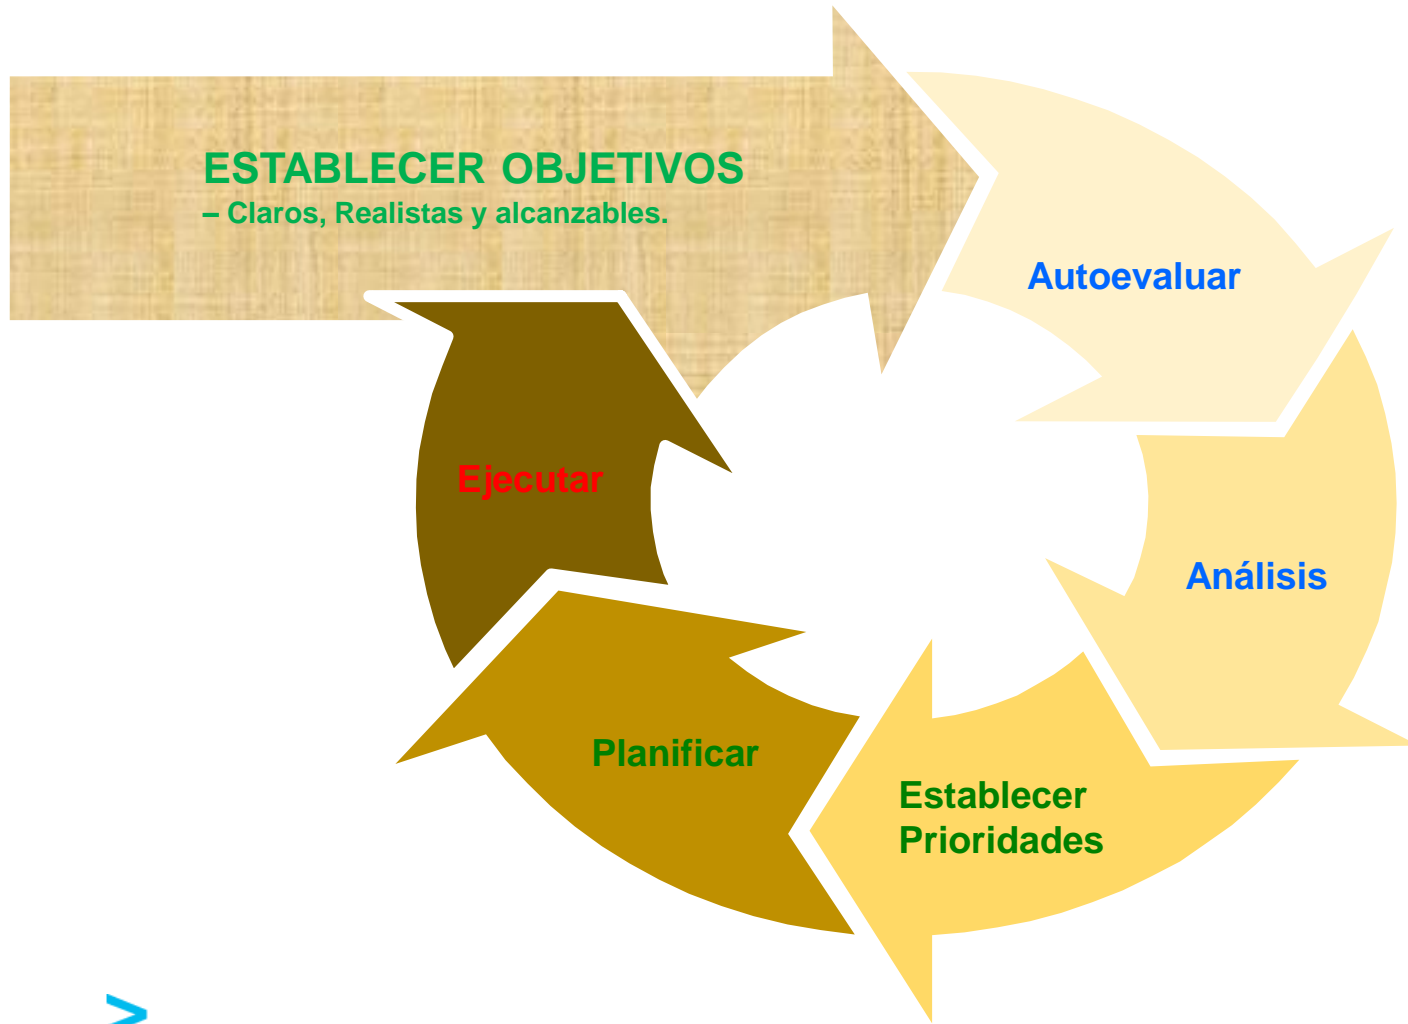 ESTABLECER OBJETIVOS
– Claros, Realistas y alcanzables.
Autoevaluar
Análisis
Establecer
Prioridades
Planificar
Ejecutar
>